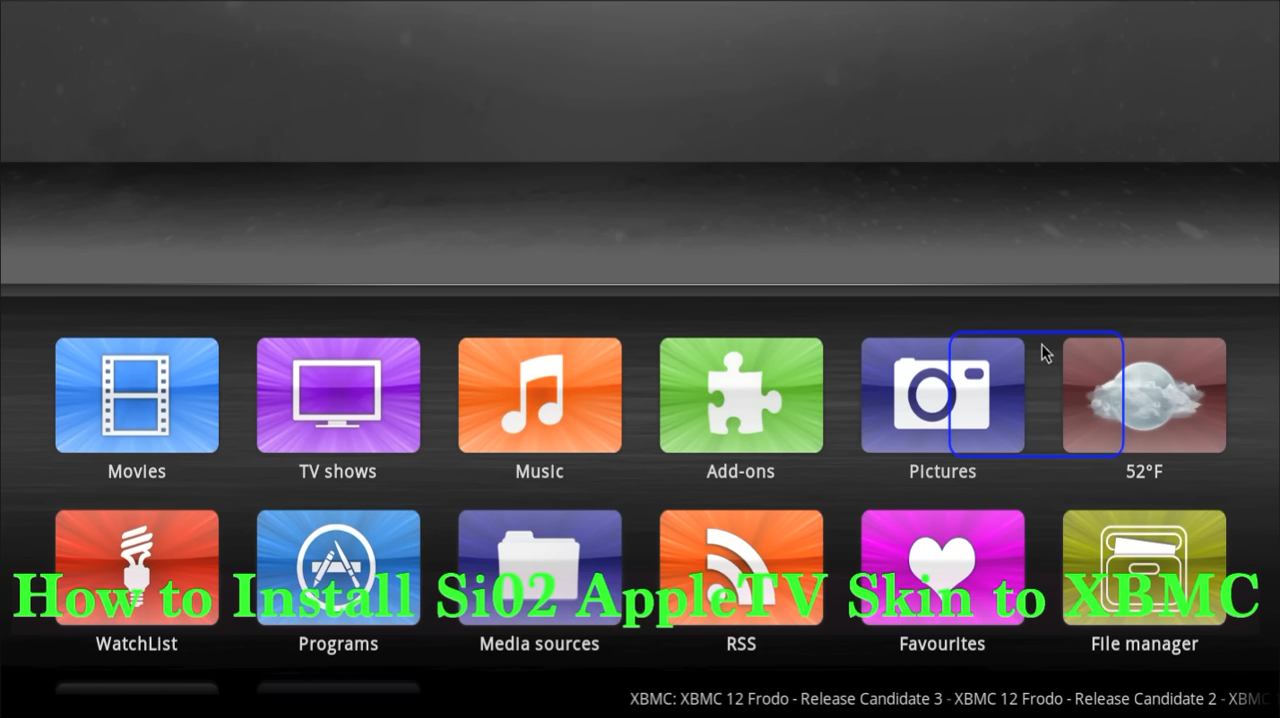 Movies TV shows Music Add-ons Pictures 52°F
How to Install Si02 AppleTV Skin to XBMC
WatchList Programs Media sources RSS Favourites File manager
XBMC: XBMC 12 Frodo - Release Candidate 3 - XBMC 12 Frodo - Release Candidate 2 - XBMC